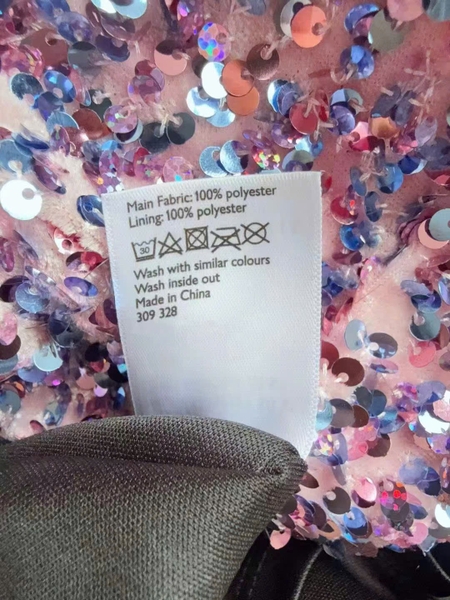 Main Fabric: 100% polyester
Lining: 100% polyester
30
Wash with similar colours
Wash inside out
Made in China
309 328